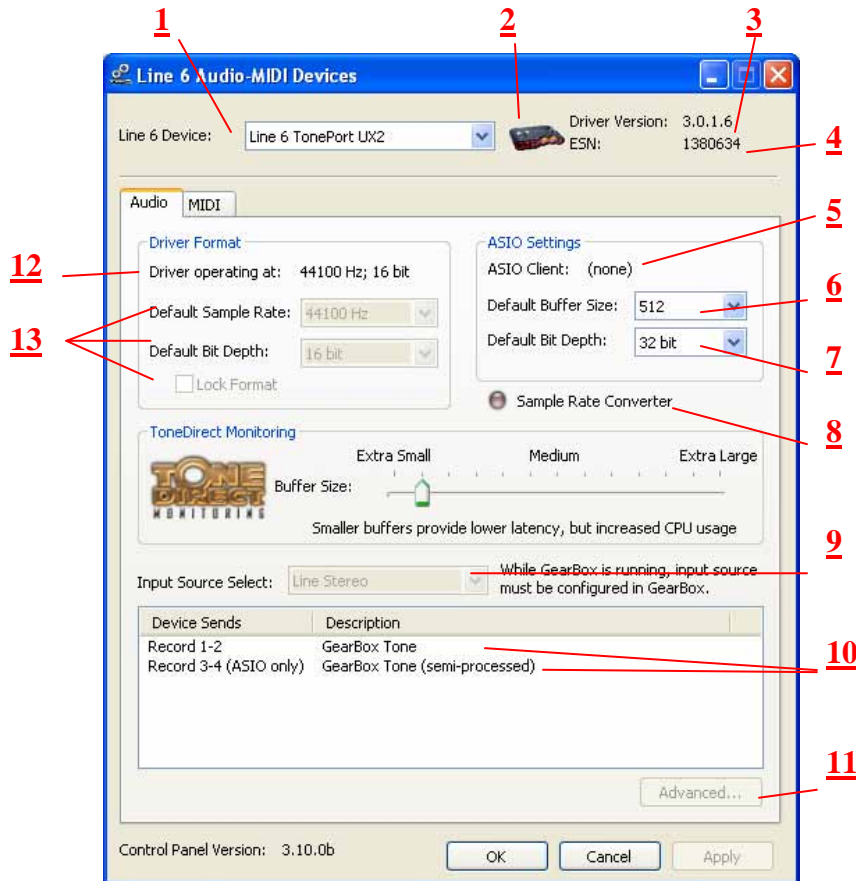 1
2
3
Line 6 Audio-MIDI Devices
Line 6 Device:
Line 6 TonePort UX2
Driver Version: 3.0.1.6
ESN: 1380634
4
Audio
MIDI
5
Driver Format
12
Driver operating at: 44100 Hz; 16 bit
Default Sample Rate: 44100 Hz
13
Default Bit Depth: 16 bit
Lock Format
ASIO Settings
ASIO Client: (none)
Default Buffer Size: 512
6
Default Bit Depth: 32 bit
7
Sample Rate Converter
8
ToneDirect Monitoring
TONE
DIRECT
MONITORING
Extra Small Medium Extra Large
Buffer Size:
Smaller buffers provide lower latency, but increased CPU usage
9
Input Source Select: Line Stereo
While GearBox is running, input source
must be configured in GearBox.
Device Sends Description
Record 1-2 GearBox Tone
Record 3-4 (ASIO only) GearBox Tone (semi-processed)
10
11
Advanced...
Control Panel Version: 3.10.0b
OK
Cancel
Apply